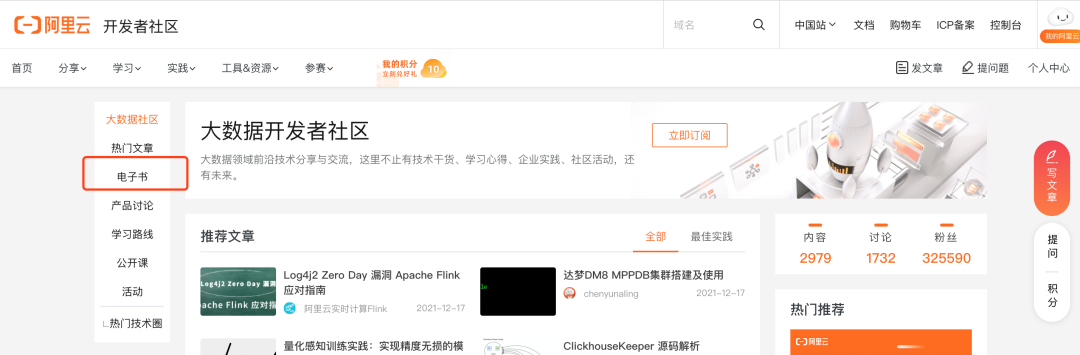 阿里云 开发者社区
域名
中国站
文档
购物车
ICP备案
控制台
我的阿里云
首页
分享
学习
实践
工具&资源
参赛
我的积分
立刻兑好礼
10
发文章
提问题
个人中心
大数据社区
热门文章
电子书
产品讨论
学习路线
公开课
活动
热门技术圈
大数据开发者社区
大数据领域前沿技术分享与交流，这里不止有技术干货、学习心得、企业实践、社区活动，还
有未来。
立即订阅
推荐文章
全部
最佳实践
Log4j2 Zero Day 漏洞
apache Flink 应对指
Log4j2 Zero Day 漏洞 Apache Flink
应对指南
阿里云实时计算Flink
2021-12-17
达梦DM8 MPPDB集群搭建及使用
chenyunaling
2021-12-17
量化感知训练实践：实现精度无损的模
ClickhouseKeeper 源码解析
内容
2979
讨论
1732
粉丝
325590
热门推荐
阿里云
写文章
提问
积分